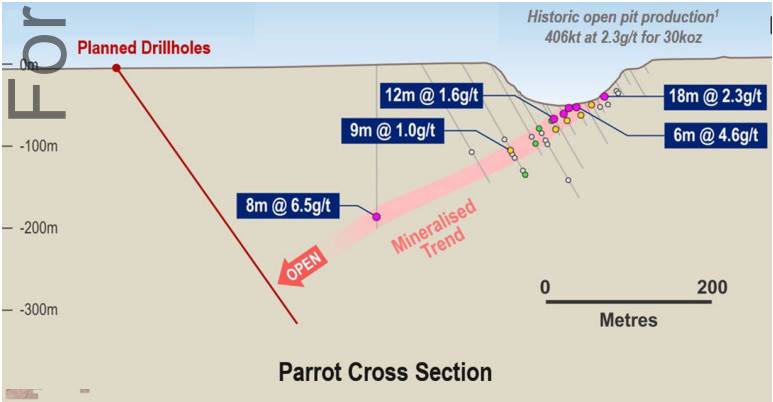 For
Historic open pit production¹
406kt at 2.3g/t for 30koz
Planned Drillholes
0m
12m @ 1.6g/t
18m @ 2.3g/t
-100m
9m @ 1.0g/t
6m @ 4.6g/t
8m @ 6.5g/t
-200m
Mineralised
Trend
OPEN
-300m
0 200
Metres
Parrot Cross Section